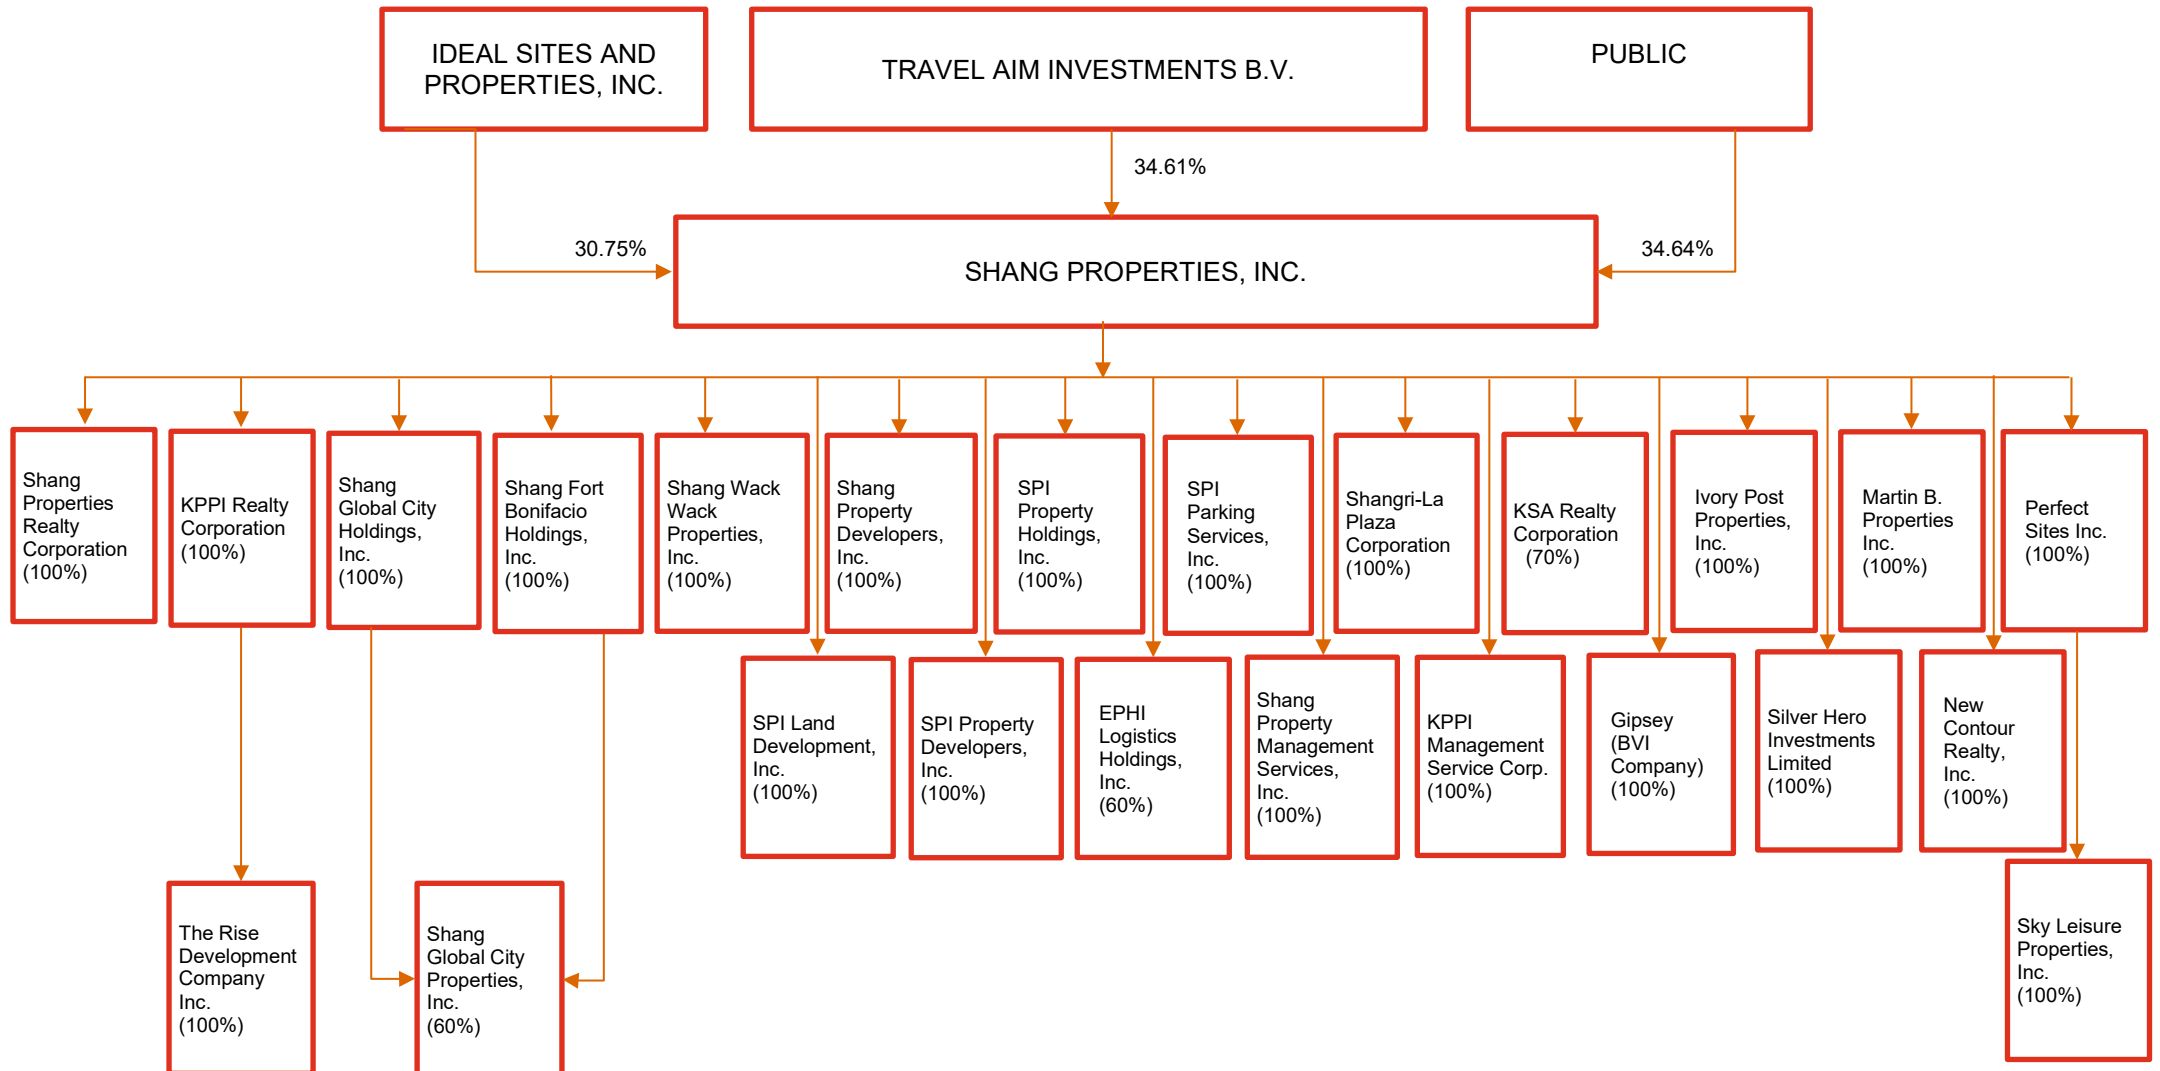 IDEAL SITES AND
PROPERTIES, INC.
TRAVEL AIM INVESTMENTS B.V.
PUBLIC
34.61%
30.75%
34.64%
SHANG PROPERTIES, INC.
Shang
Properties
Realty
Corporation
(100%)
KPPI Realty
Corporation
(100%)
Shang
Global City
Holdings,
Inc.
(100%)
Shang Fort
Bonifacio
Holdings,
Inc.
(100%)
Shang Wack
Wack
Properties,
Inc.
(100%)
Shang
Property
Developers,
Inc.
(100%)
SPI
Property
Holdings,
Inc.
(100%)
SPI
Parking
Services,
Inc.
(100%)
Shangri-La
Plaza
Corporation
(100%)
KSA Realty
Corporation
(70%)
Ivory Post
Properties,
Inc.
(100%)
Martin B.
Properties
Inc.
(100%)
Perfect
Sites Inc.
(100%)
SPI Land
Development,
Inc.
(100%)
SPI Property
Developers,
Inc.
(100%)
EPHI
Logistics
Holdings,
Inc.
(60%)
Shang
Property
Management
Services,
Inc.
(100%)
KPPI
Management
Service Corp.
(100%)
Gipsey
(BVI
Company)
(100%)
Silver Hero
Investments
Limited
(100%)
New
Contour
Realty,
Inc.
(100%)
The Rise
Development
Company
Inc.
(100%)
Shang
Global City
Properties,
Inc.
(60%)
Sky Leisure
Properties,
Inc.
(100%)